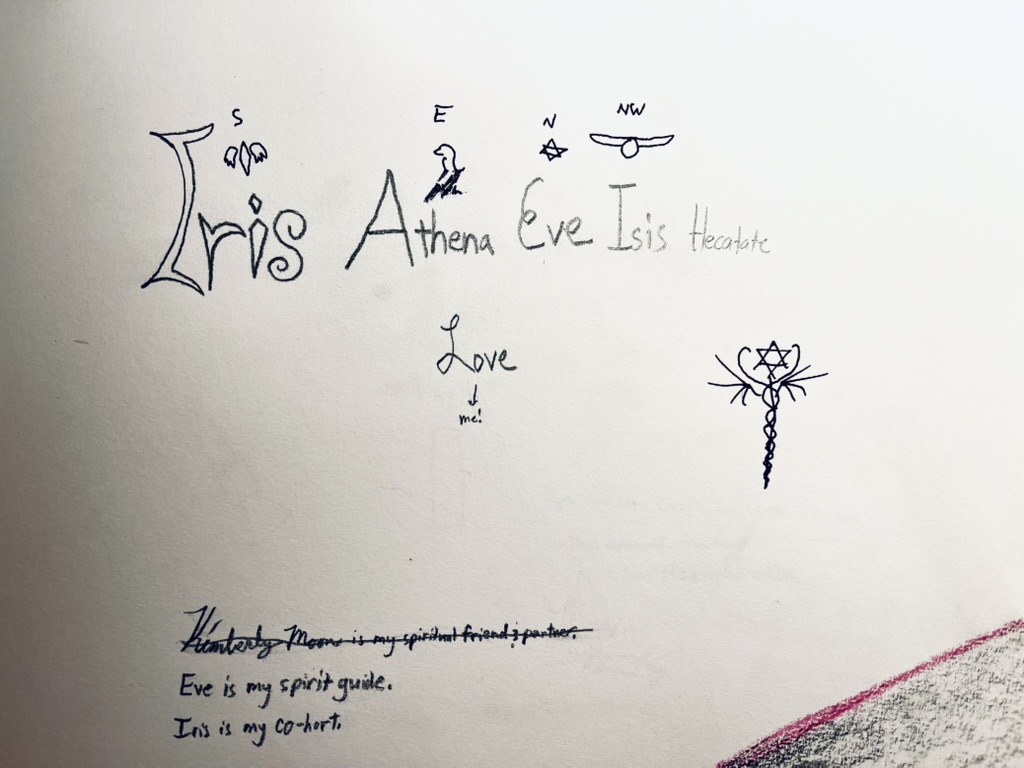 S E N NW
Iris Athena Eve Isis Hecatate
Love
me!
Kimberly Moon is my spiritual friend & partner.
Eve is my spirit guide.
Iris is my co-hort.